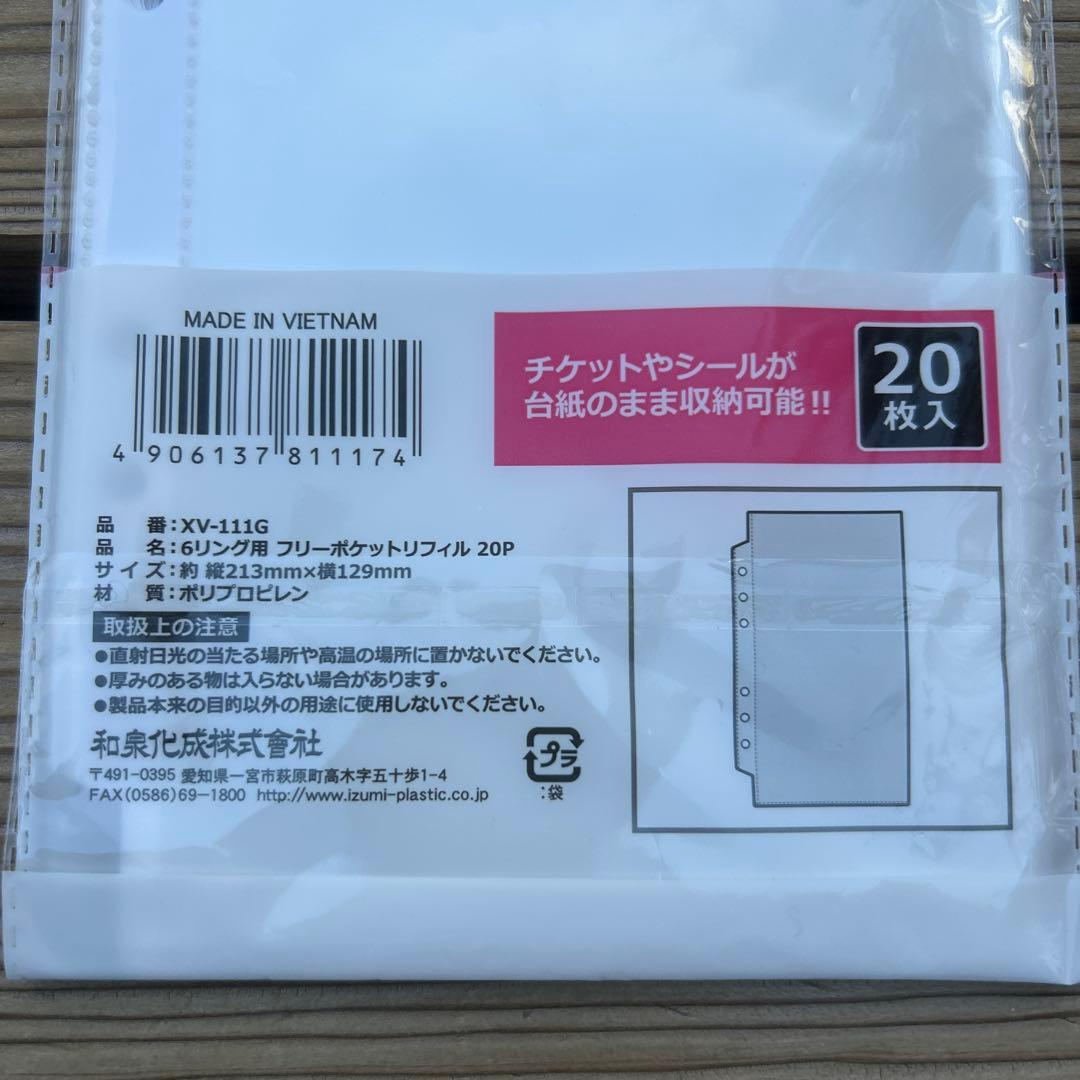 MADE IN VIETNAM
4 906137 811174
チケットやシールが
台紙のまま収納可能!!
20
枚入
品　　番：XV-111G
品　　名：6リング用 フリーポケットリフィル 20P
サ イ ズ：約 縦213mm×横129mm
材　　質：ポリプロピレン
取扱上の注意
●直射日光の当たる場所や高温の場所に置かないでください。
●厚みのある物は入らない場合があります。
●製品本来の目的以外の用途に使用しないでください。
和泉化成株式會社
〒491-0395 愛知県一宮市萩原町高木字五十歩1-4
FAX(0586)69-1800 http://www.izumi-plastic.co.jp
プラ
:袋